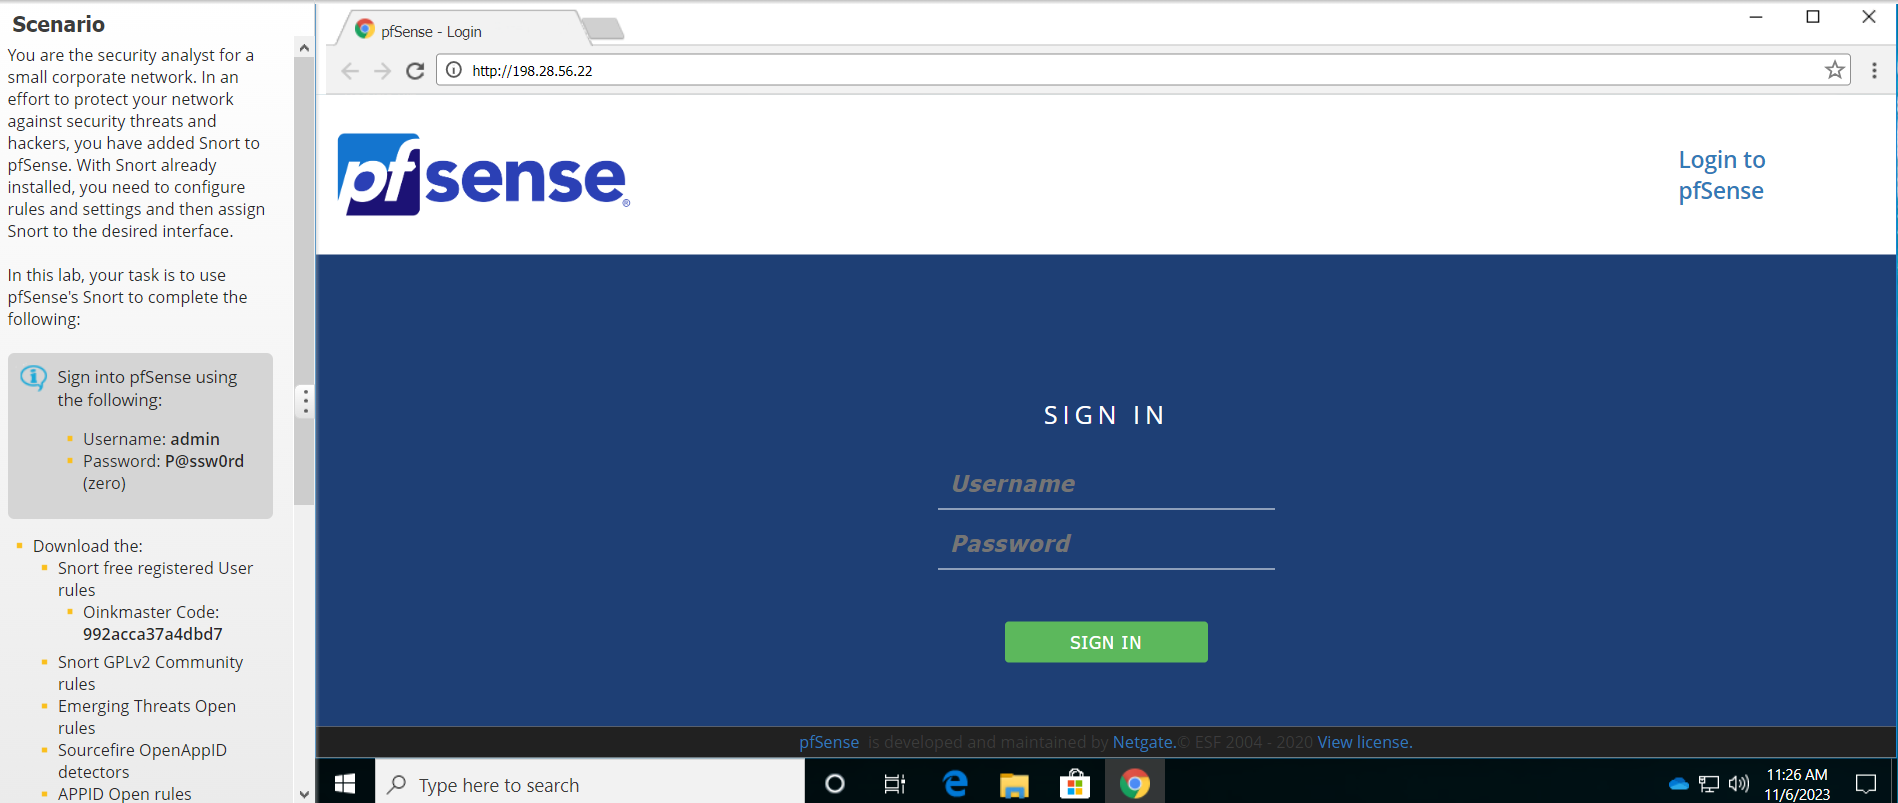 Scenario
You are the security analyst for a
small corporate network. In an
effort to protect your network
against security threats and
hackers, you have added Snort to
pfSense. With Snort already
installed, you need to configure
rules and settings and then assign
Snort to the desired interface.
In this lab, your task is to use
pfSense's Snort to complete the
following:
Sign into pfSense using
the following:
Username: admin
Password: P@ssw0rd
(zero)
Download the:
Snort free registered User
rules
Oinkmaster Code:
992acca37a4dbd7
Snort GPLv2 Community
rules
Emerging Threats Open
rules
Sourcefire OpenAppID
detectors
APPID Open rules
pfSense - Login
http://198.28.56.22
pfsense®
Login to
pfSense
SIGN IN
Username
Password
SIGN IN
pfSense is developed and maintained by Netgate.© ESF 2004 - 2020 View license.
Type here to search
11:26 AM
11/6/2023